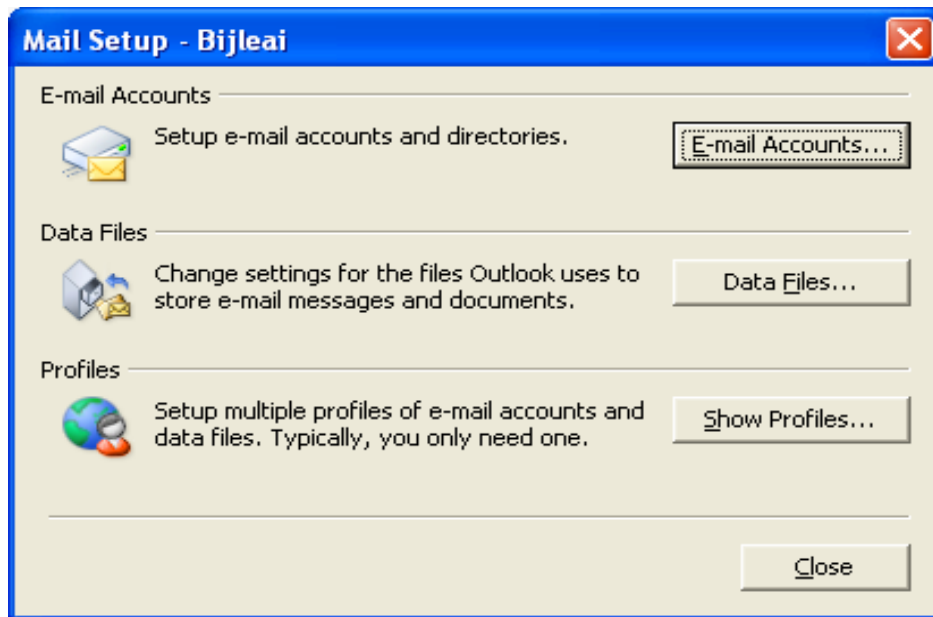 Mail Setup - Bijleai
E-mail Accounts
Setup e-mail accounts and directories.
E-mail Accounts...
Data Files
Change settings for the files Outlook uses to
store e-mail messages and documents.
Data Files...
Profiles
Setup multiple profiles of e-mail accounts and
data files. Typically, you only need one.
Show Profiles...
Close